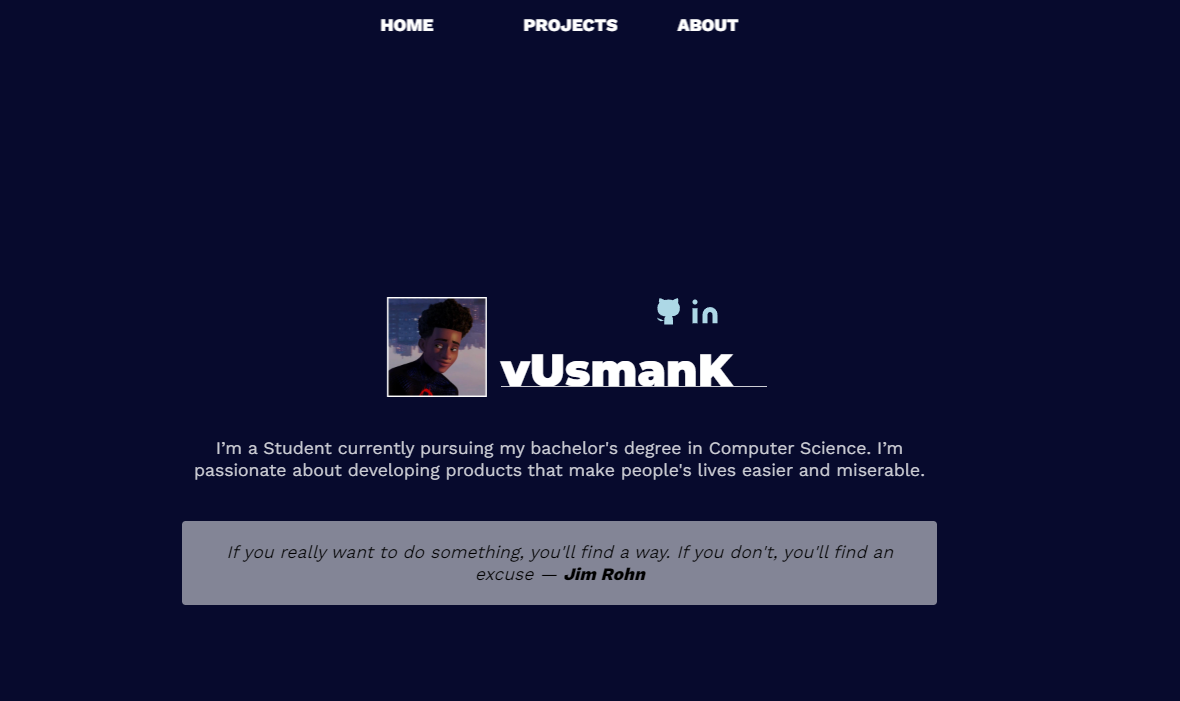 HOME PROJECTS ABOUT
in
vUsmanK
I’m a Student currently pursuing my bachelor's degree in Computer Science. I’m
passionate about developing products that make people's lives easier and miserable.
If you really want to do something, you'll find a way. If you don't, you'll find an
excuse — Jim Rohn